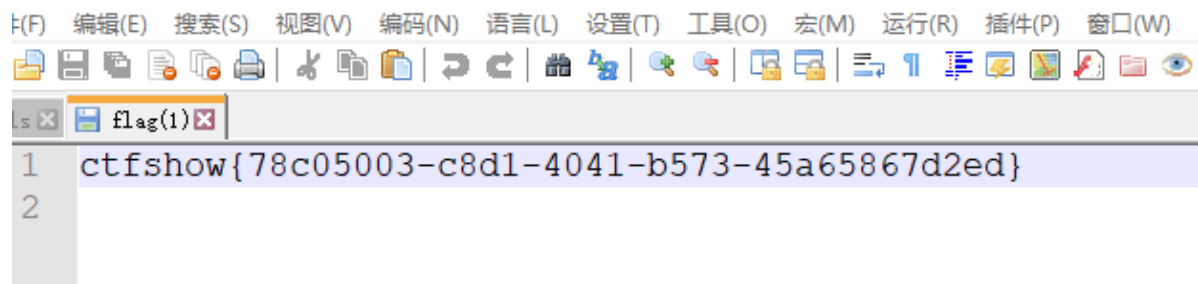 编辑(E) 搜索(S) 视图(V) 编码(N) 语言(L) 设置(T) 工具(O) 宏(M) 运行(R) 插件(P) 窗口(W)
flag(1)
1 ctfshow{78c05003-c8d1-4041-b573-45a65867d2ed}
2